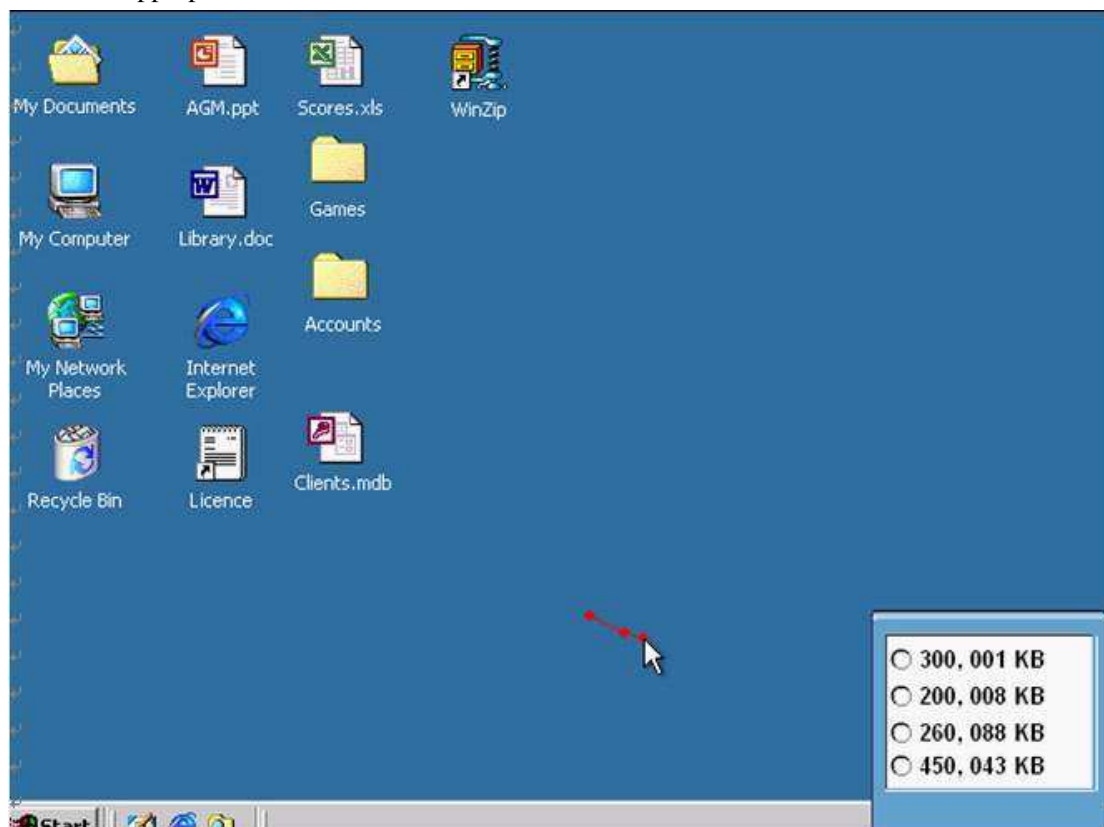 My Documents
AGM.ppt
Scores.xls
WinZip
My Computer
Library.doc
Games
Accounts
My Network
Places
Internet
Explorer
Recycle Bin
Licence
Clients.mdb
300, 001 KB
200, 008 KB
260, 088 KB
450, 043 KB
Start